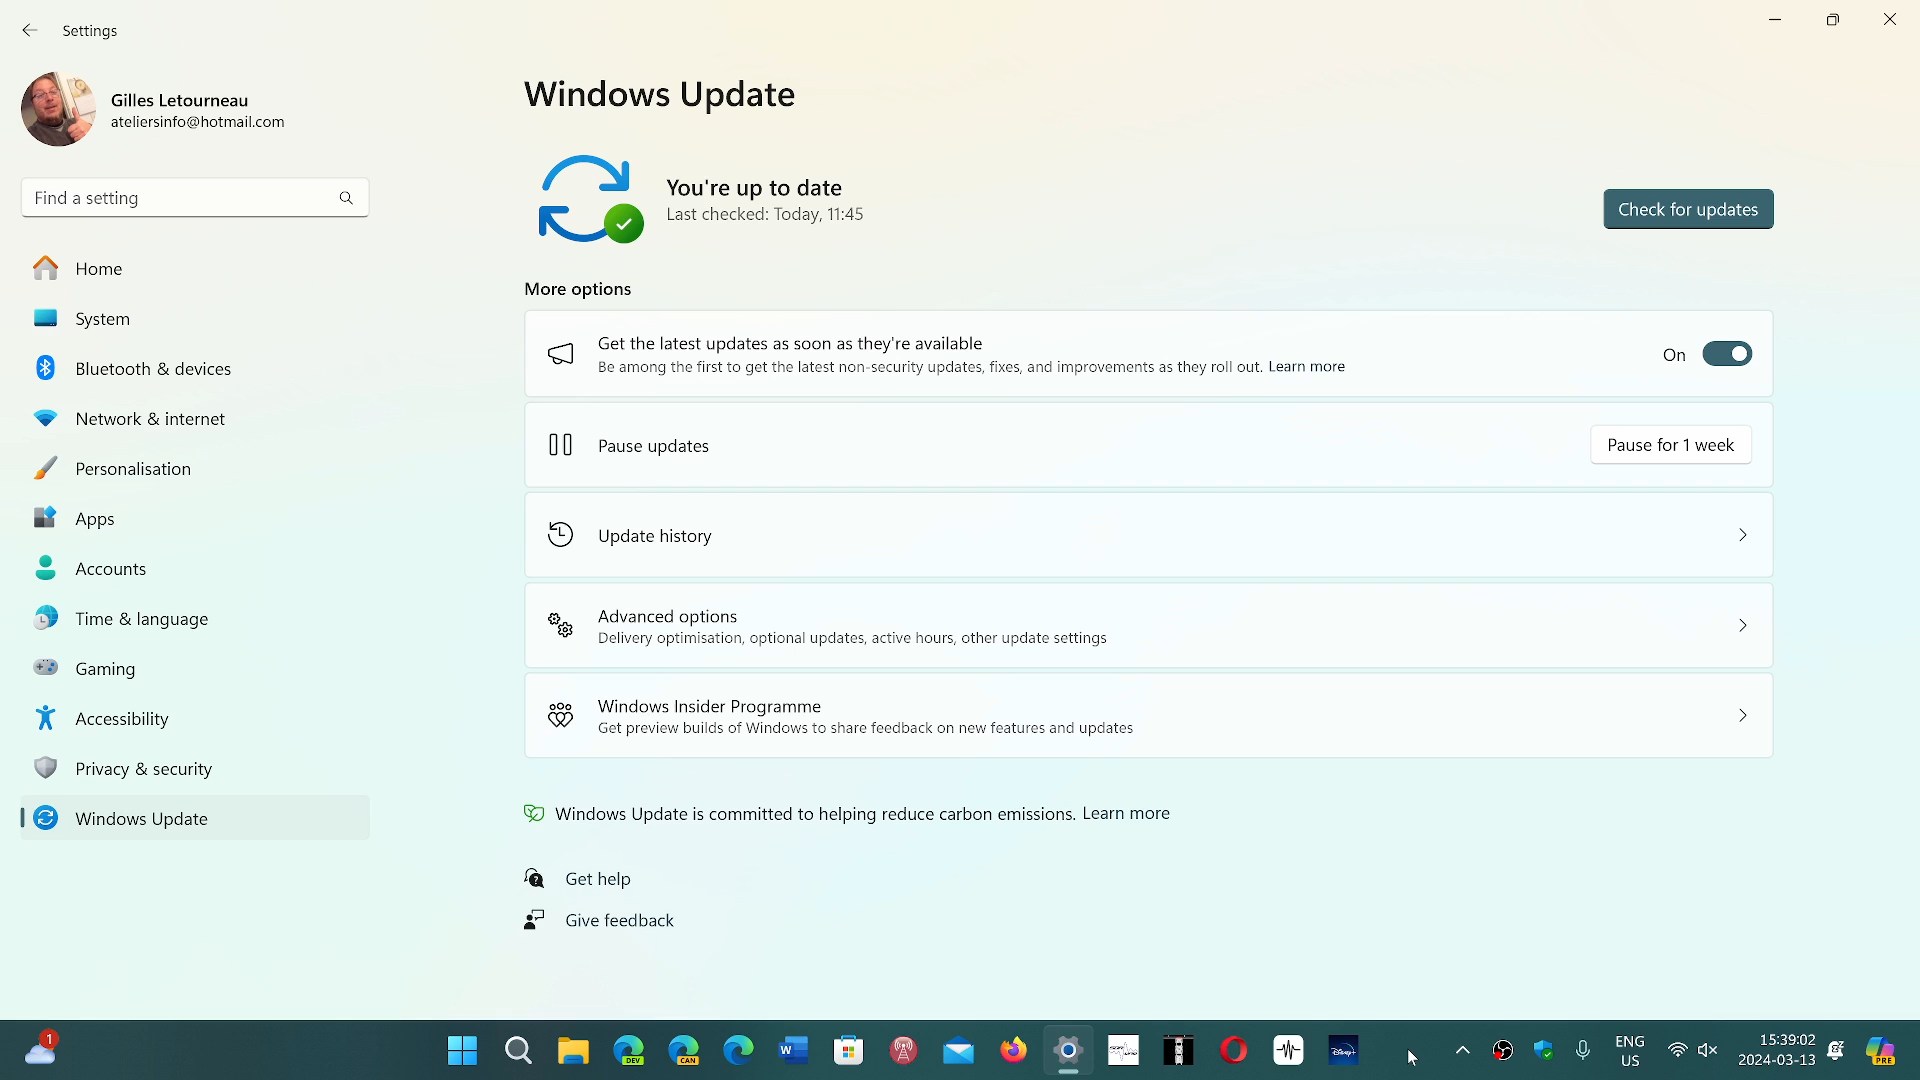 Settings
Gilles Letourneau
ateliersinfo@hotmail.com
Find a setting
Home
System
Bluetooth & devices
Network & internet
Personalisation
Apps
Accounts
Time & language
Gaming
Accessibility
Privacy & security
Windows Update
Windows Update
You're up to date
Last checked: Today, 11:45
Check for updates
More options
Get the latest updates as soon as they're available
Be among the first to get the latest non-security updates, fixes, and improvements as they roll out. Learn more
On
Pause updates
Pause for 1 week
Update history
Advanced options
Delivery optimisation, optional updates, active hours, other update settings
Windows Insider Programme
Get preview builds of Windows to share feedback on new features and updates
Windows Update is committed to helping reduce carbon emissions. Learn more
Get help
Give feedback
1
DEV
CAN
W
Disney+
ENG
US
15:39:02
2024-03-13
PRE